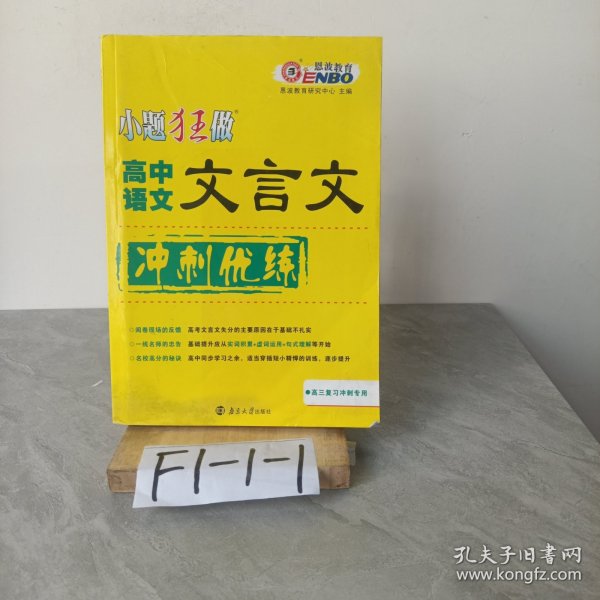 恩波教育
ENBO
恩波教育研究中心 主编
小题狂做
高中语文
文言文
冲刺优练
○阅卷现场的反馈 高考文言文失分的主要原因在于基础不扎实
○一线名师的忠告 基础提升应从实词积累+虚词运用+句式理解等开始
○名校高分的秘诀 高中同步学习之余，适当穿插短小精悍的训练，逐步提升
●高三复习冲刺专用
南京大学出版社
F1-1-1
孔夫子旧书网
www.kongfz.com